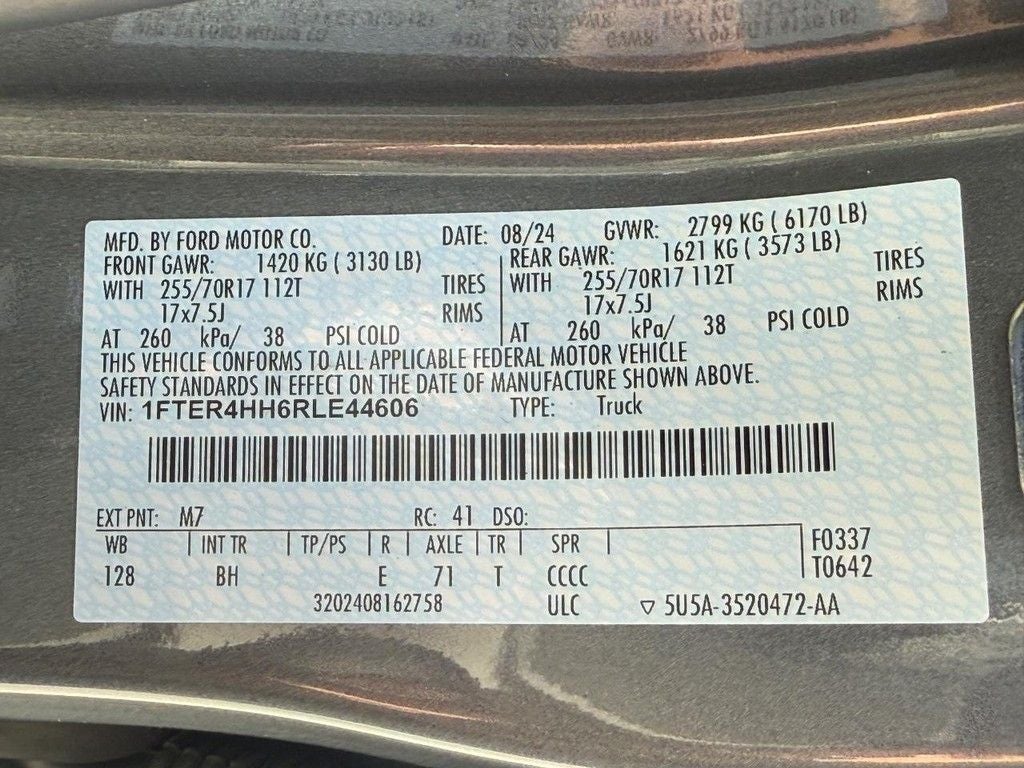 MFD. BY FORD MOTOR CO. DATE: 08/24 GVWR: 2799 KG ( 6170 LB)
FRONT GAWR: 1420 KG ( 3130 LB) REAR GAWR: 1621 KG ( 3573 LB)
WITH 255/70R17 112T TIRES WITH 255/70R17 112T TIRES
17x7.5J RIMS 17x7.5J RIMS
AT 260 kPa/ 38 PSI COLD AT 260 kPa/ 38 PSI COLD
THIS VEHICLE CONFORMS TO ALL APPLICABLE FEDERAL MOTOR VEHICLE
SAFETY STANDARDS IN EFFECT ON THE DATE OF MANUFACTURE SHOWN ABOVE.
VIN: 1FTER4HH6RLE44606 TYPE: Truck
EXT PNT: M7 RC: 41 DSO:
WB INT TR TP/PS R AXLE TR SPR F0337
128 BH E 71 T CCCC T0642
3202408162758 ULC ▽ 5U5A-3520472-AA